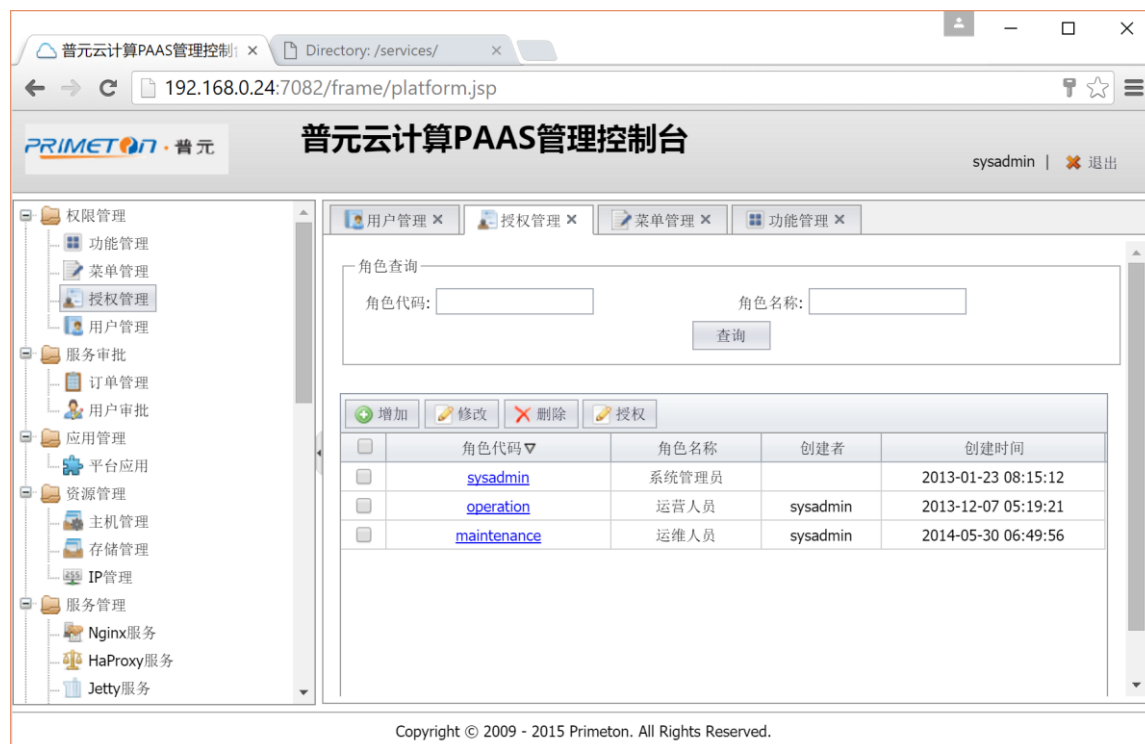 普元云计算PAAS管理控制
Directory: /services/
192.168.0.24:7082/frame/platform.jsp
PRIMETON·普元
普元云计算PAAS管理控制台
sysadmin | 退出
权限管理
功能管理
菜单管理
授权管理
用户管理
服务审批
订单管理
用户审批
应用管理
平台应用
资源管理
主机管理
存储管理
255 IP管理
服务管理
Nginx服务
HaProxy服务
Jetty服务
用户管理 授权管理 菜单管理 功能管理
角色查询
角色代码: 角色名称:
查询
增加 修改 删除 授权
角色代码 角色名称 创建者 创建时间
sysadmin 系统管理员 2013-01-23 08:15:12
operation 运营人员 sysadmin 2013-12-07 05:19:21
maintenance 运维人员 sysadmin 2014-05-30 06:49:56
Copyright © 2009 - 2015 Primeton. All Rights Reserved.